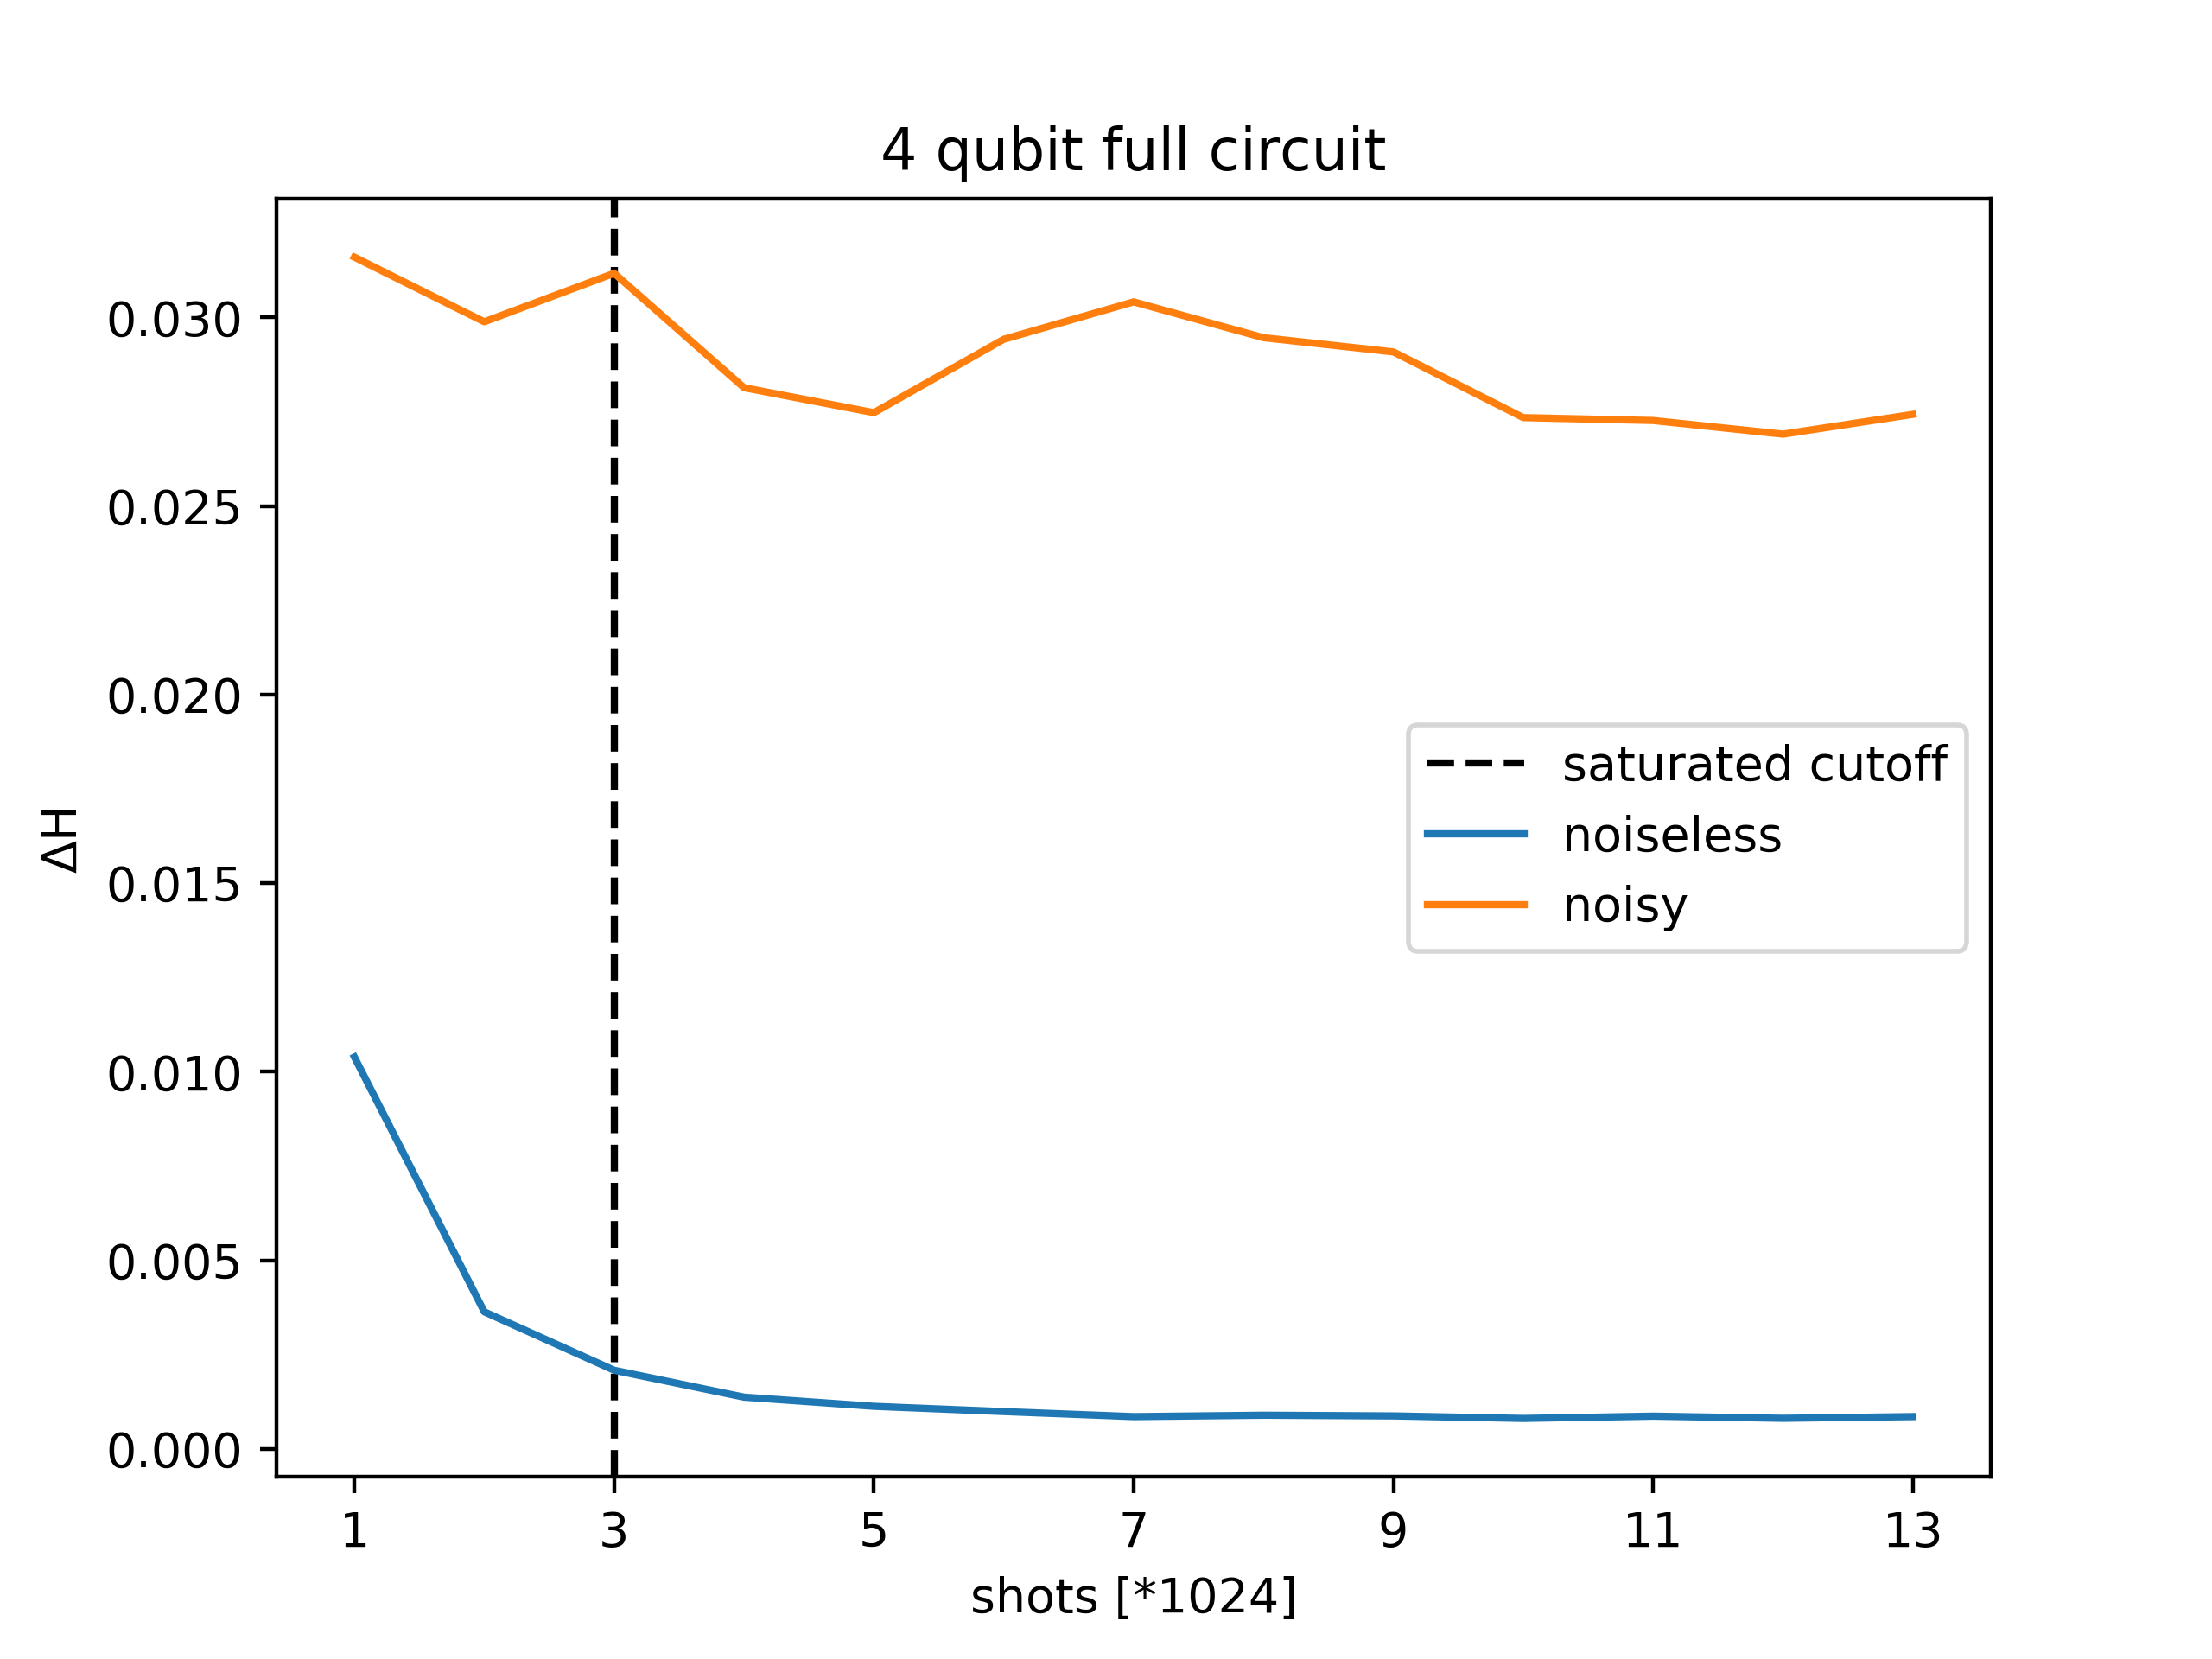 4 qubit full circuit
0.030
0.025
0.020
0.015
0.010
0.005
0.000
ΔH
saturated cutoff
noiseless
noisy
1 3 5 7 9 11 13
shots [*1024]